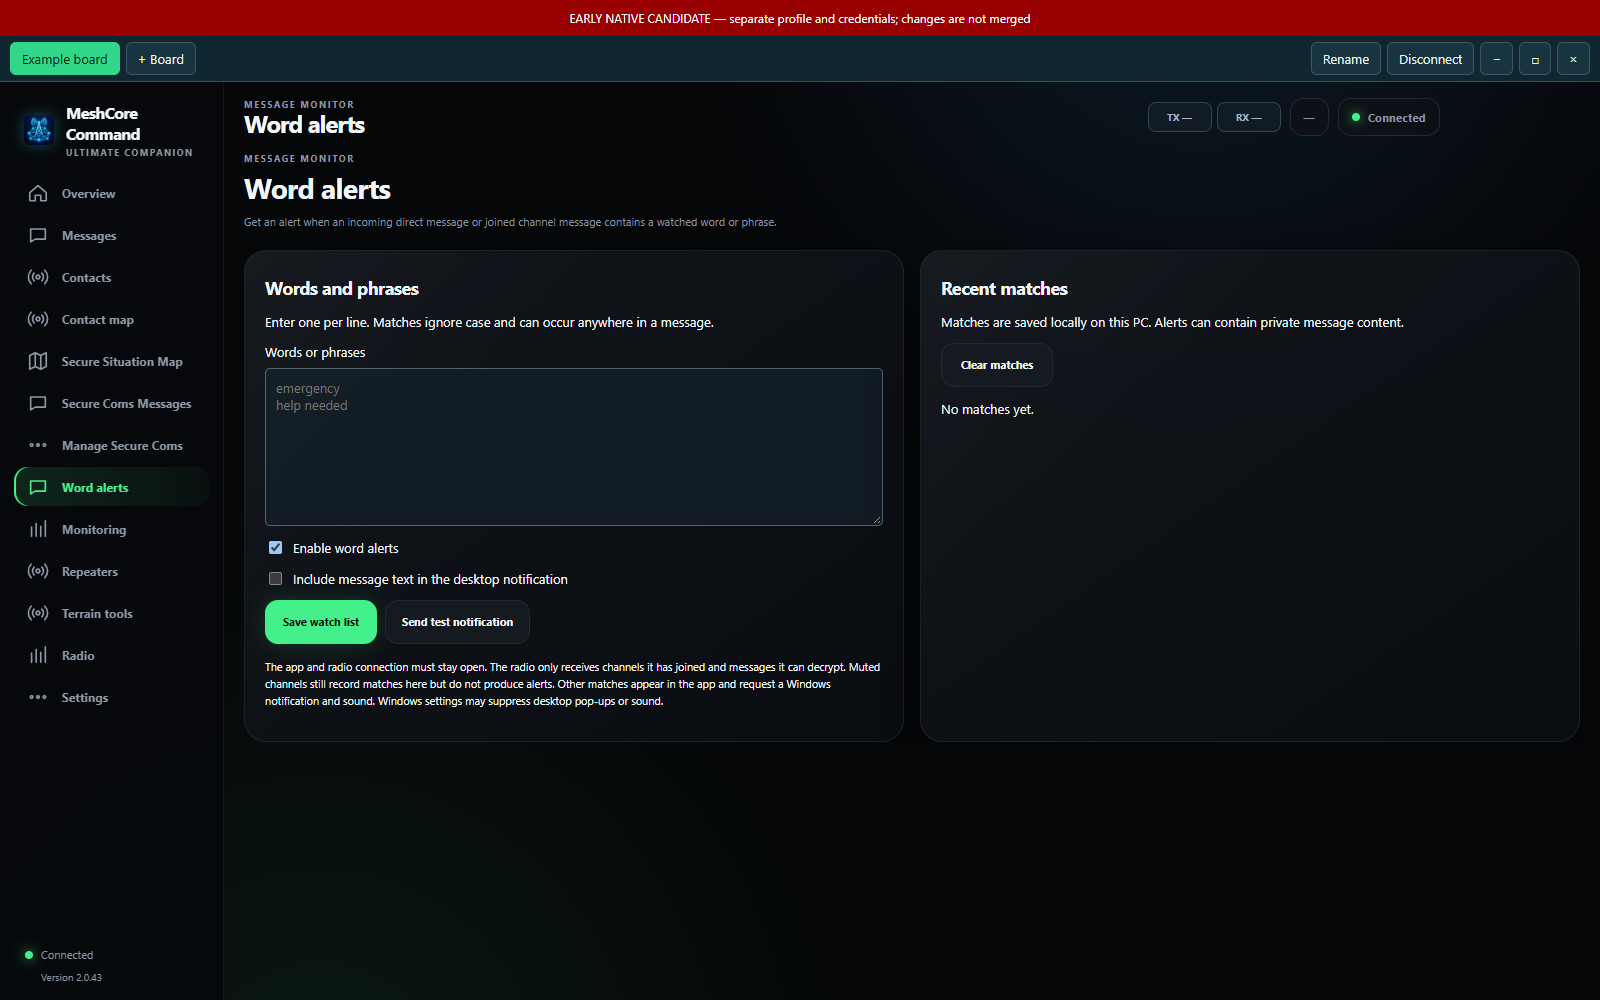 EARLY NATIVE CANDIDATE — separate profile and credentials; changes are not merged
Example board
+ Board
Rename
Disconnect
MeshCore
Command
ULTIMATE COMPANION
Overview
Messages
Contacts
Contact map
Secure Situation Map
Secure Coms Messages
Manage Secure Coms
Word alerts
Monitoring
Repeaters
Terrain tools
Radio
Settings
Connected
Version 2.0.43
MESSAGE MONITOR
Word alerts
TX —
RX —
—
Connected
MESSAGE MONITOR
Word alerts
Get an alert when an incoming direct message or joined channel message contains a watched word or phrase.
Words and phrases
Enter one per line. Matches ignore case and can occur anywhere in a message.
Words or phrases
emergency
help needed
Enable word alerts
Include message text in the desktop notification
Save watch list
Send test notification
The app and radio connection must stay open. The radio only receives channels it has joined and messages it can decrypt. Muted
channels still record matches here but do not produce alerts. Other matches appear in the app and request a Windows
notification and sound. Windows settings may suppress desktop pop-ups or sound.
Recent matches
Matches are saved locally on this PC. Alerts can contain private message content.
Clear matches
No matches yet.